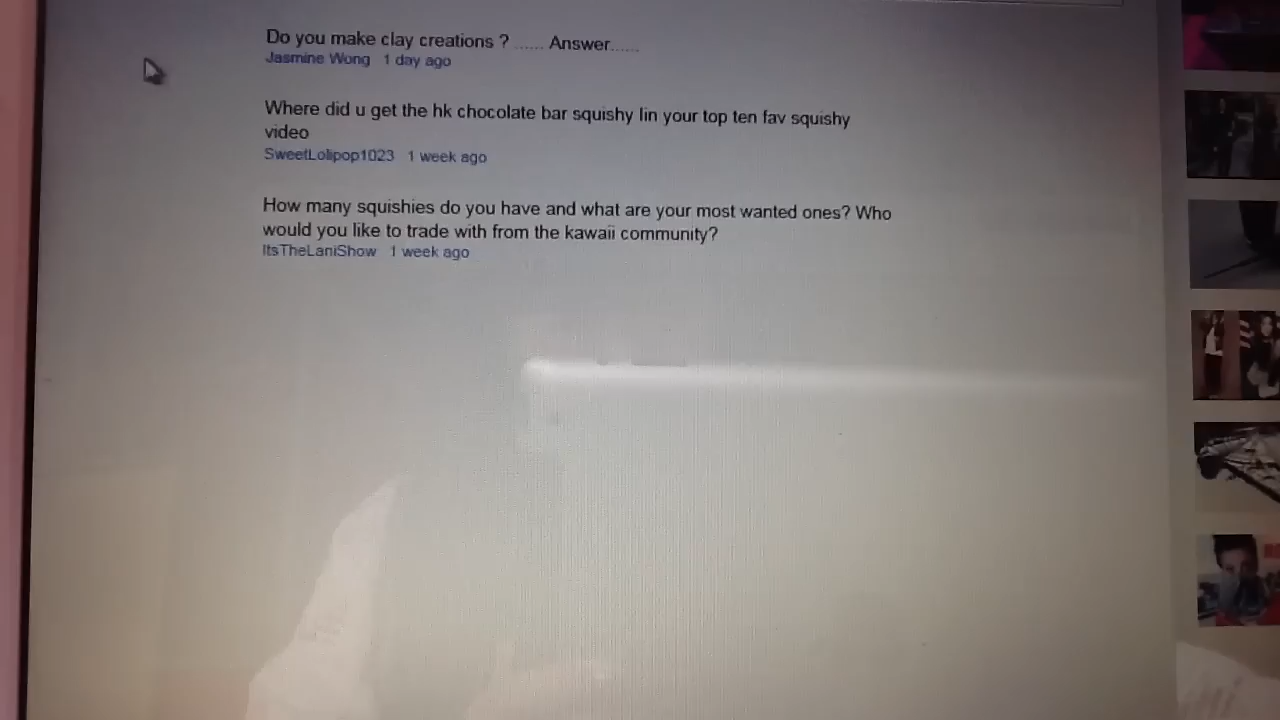 Do you make clay creations ? ...... Answer......
Jasmine Wong 1 day ago
Where did u get the hk chocolate bar squishy Iin your top ten fav squishy
video
SweetLolipop1023 1 week ago
How many squishies do you have and what are your most wanted ones? Who
would you like to trade with from the kawaii community?
ItsTheLaniShow 1 week ago